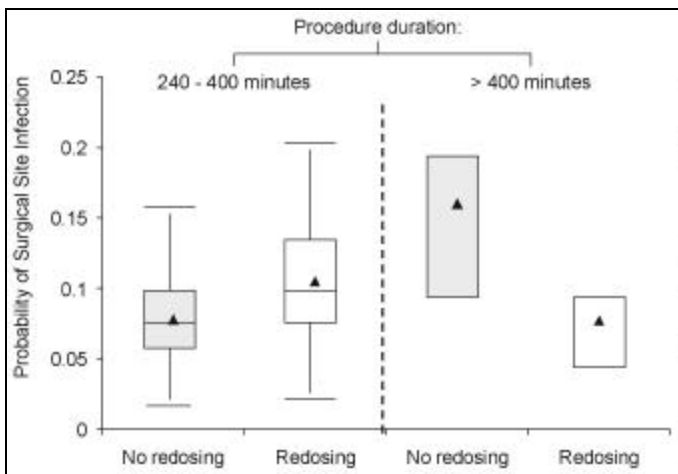 Procedure duration:
240 - 400 minutes > 400 minutes
Probability of Surgical Site Infection
0.25
0.2
0.15
0.1
0.05
0
No redosing Redosing No redosing Redosing